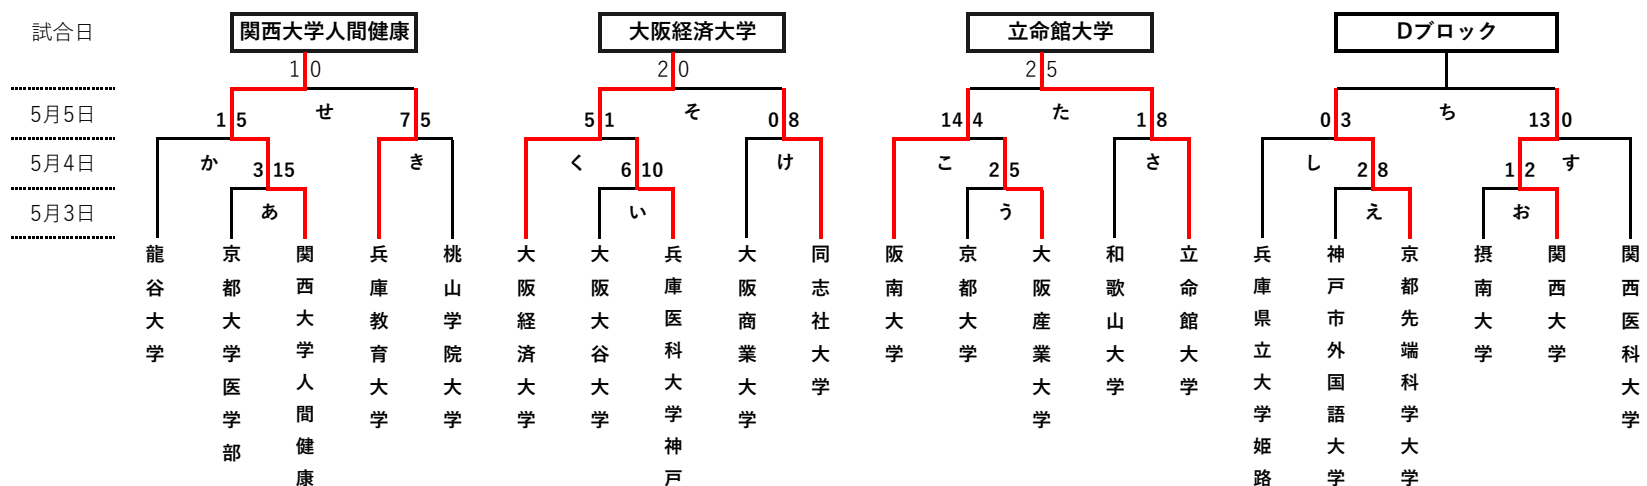 試合日 関西大学人間健康 大阪経済大学 立命館大学 Dブロック
1 0 2 0 2 5
5月5日 せ そ た ち
1 5 7 5 5 1 0 8 14 4 1 8 0 3 13 0
5月4日 か き く け こ さ し す
3 15 6 10 2 5 2 8 1 2
5月3日 あ い う え お
龍谷大学
京都大学医学部
関西大学人間健康
兵庫教育大学
桃山学院大学
大阪経済大学
大阪大谷大学
兵庫医科大学神戸
大阪商業大学
同志社大学
阪南大学
京都大学
大阪産業大学
和歌山大学
立命館大学
兵庫県立大学姫路
神戸市外国語大学
京都先端科学大学
摂南大学
関西大学
関西医科大学